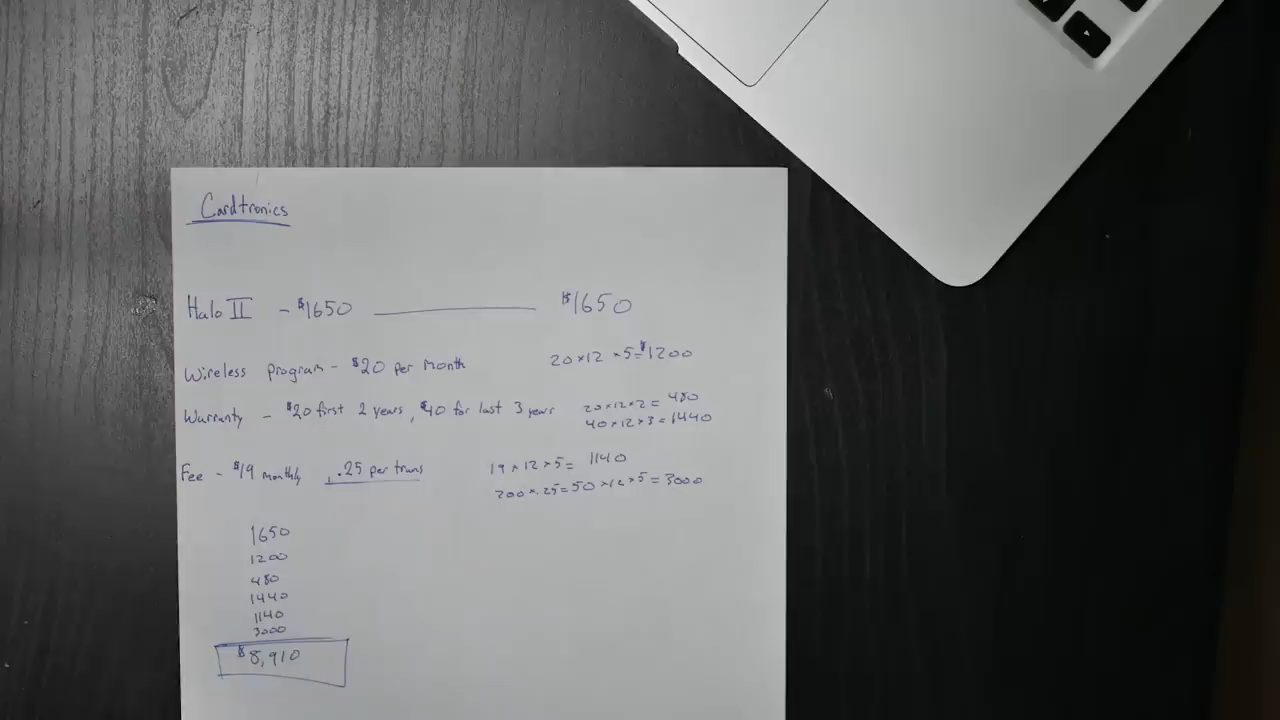 Cardtronics
Halo II - $1650 $1650
Wireless program - $20 per month 20×12×5=$1200
Warranty - $20 first 2 years, $40 for last 3 years 20×12×2= 480
40×12×3=1440
Fee - $19 monthly .25 per trans 19×12×5= 1140
200×.25=50×12×5=3000
1650
1200
480
1440
1140
3000
$8,910